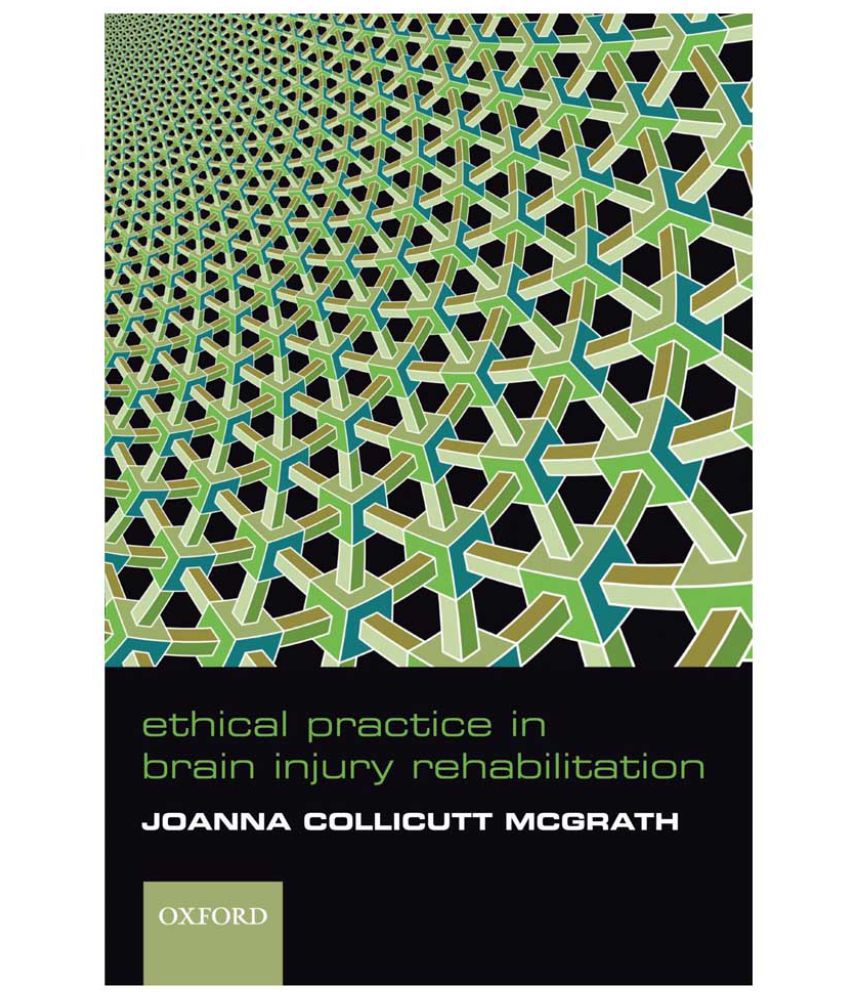 ethical practice in
brain injury rehabilitation
JOANNA COLLICUTT MCGRATH
OXFORD